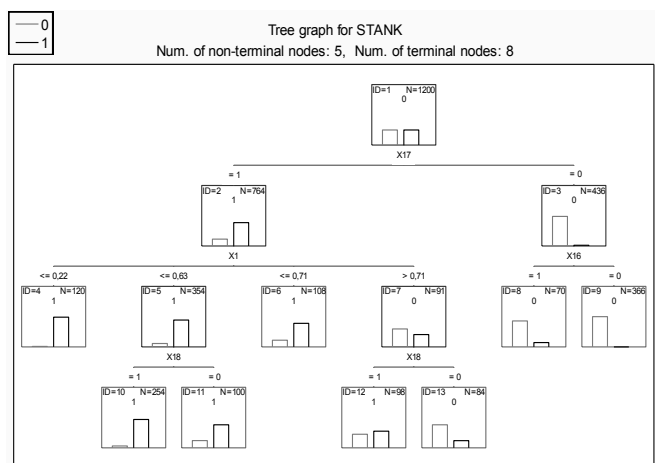 0
1
Tree graph for STANK
Num. of non-terminal nodes: 5, Num. of terminal nodes: 8
ID=1 N=1200
0
X17
= 1 = 0
ID=2 N=764 ID=3 N=436
1 0
X1 X16
<= 0,22 <= 0,63 <= 0,71 > 0,71 = 1 = 0
ID=4 N=120 ID=5 N=354 ID=6 N=108 ID=7 N=91 ID=8 N=70 ID=9 N=366
1 1 1 0 0 0
X18 X18
= 1 = 0 = 1 = 0
ID=10 N=254 ID=11 N=100 ID=12 N=98 ID=13 N=84
1 1 1 0